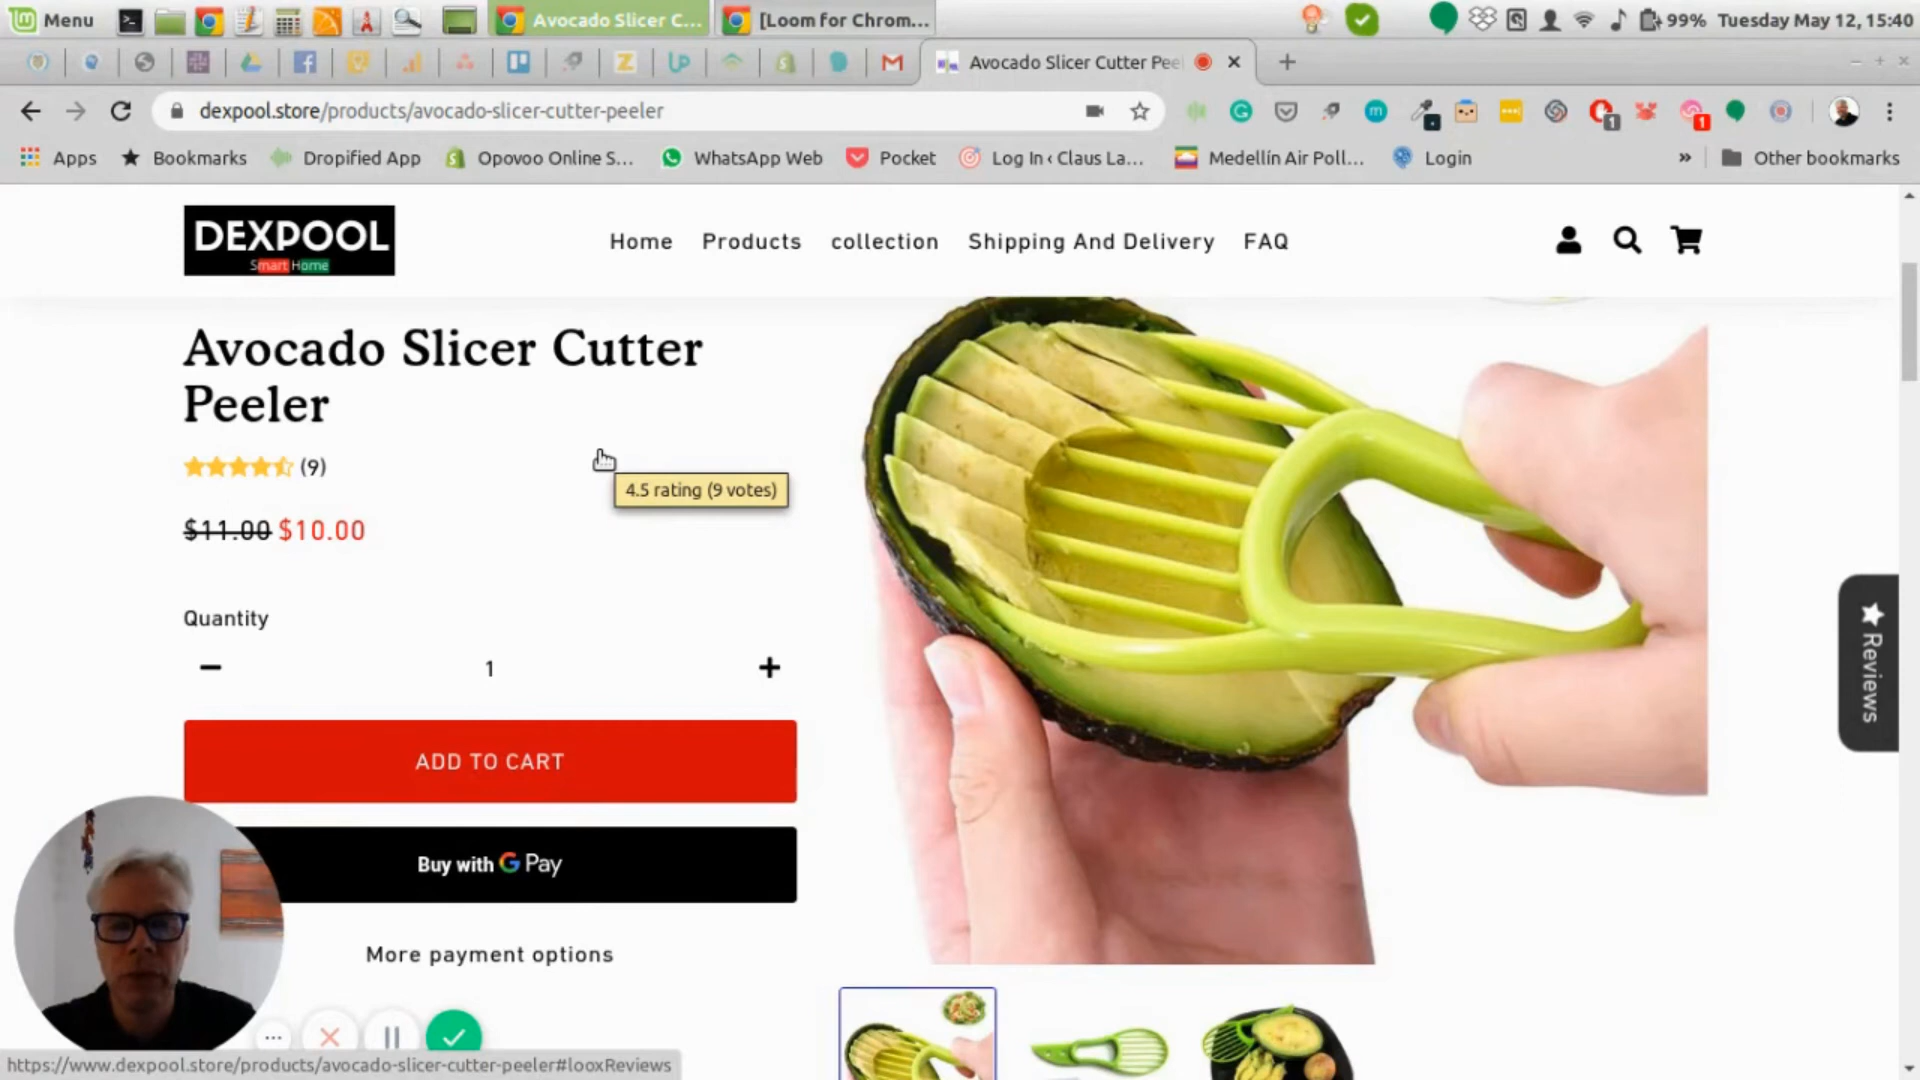 Menu
Avocado Slicer C...
[Loom for Chrom...
99%
Tuesday May 12, 15:40
Avocado Slicer Cutter Pee
dexpool.store/products/avocado-slicer-cutter-peeler
1
1
Apps
Bookmarks
Dropified App
Opovoo Online S...
WhatsApp Web
Pocket
Log In ‹ Claus La...
Medellín Air Poll...
Login
»
Other bookmarks
DEXPOOL
Smart Home
Home
Products
collection
Shipping And Delivery
FAQ
Avocado Slicer Cutter
Peeler
(9)
4.5 rating (9 votes)
$11.00 $10.00
Quantity
− 1 +
ADD TO CART
Buy with G Pay
More payment options
Reviews
https://www.dexpool.store/products/avocado-slicer-cutter-peeler#looxReviews